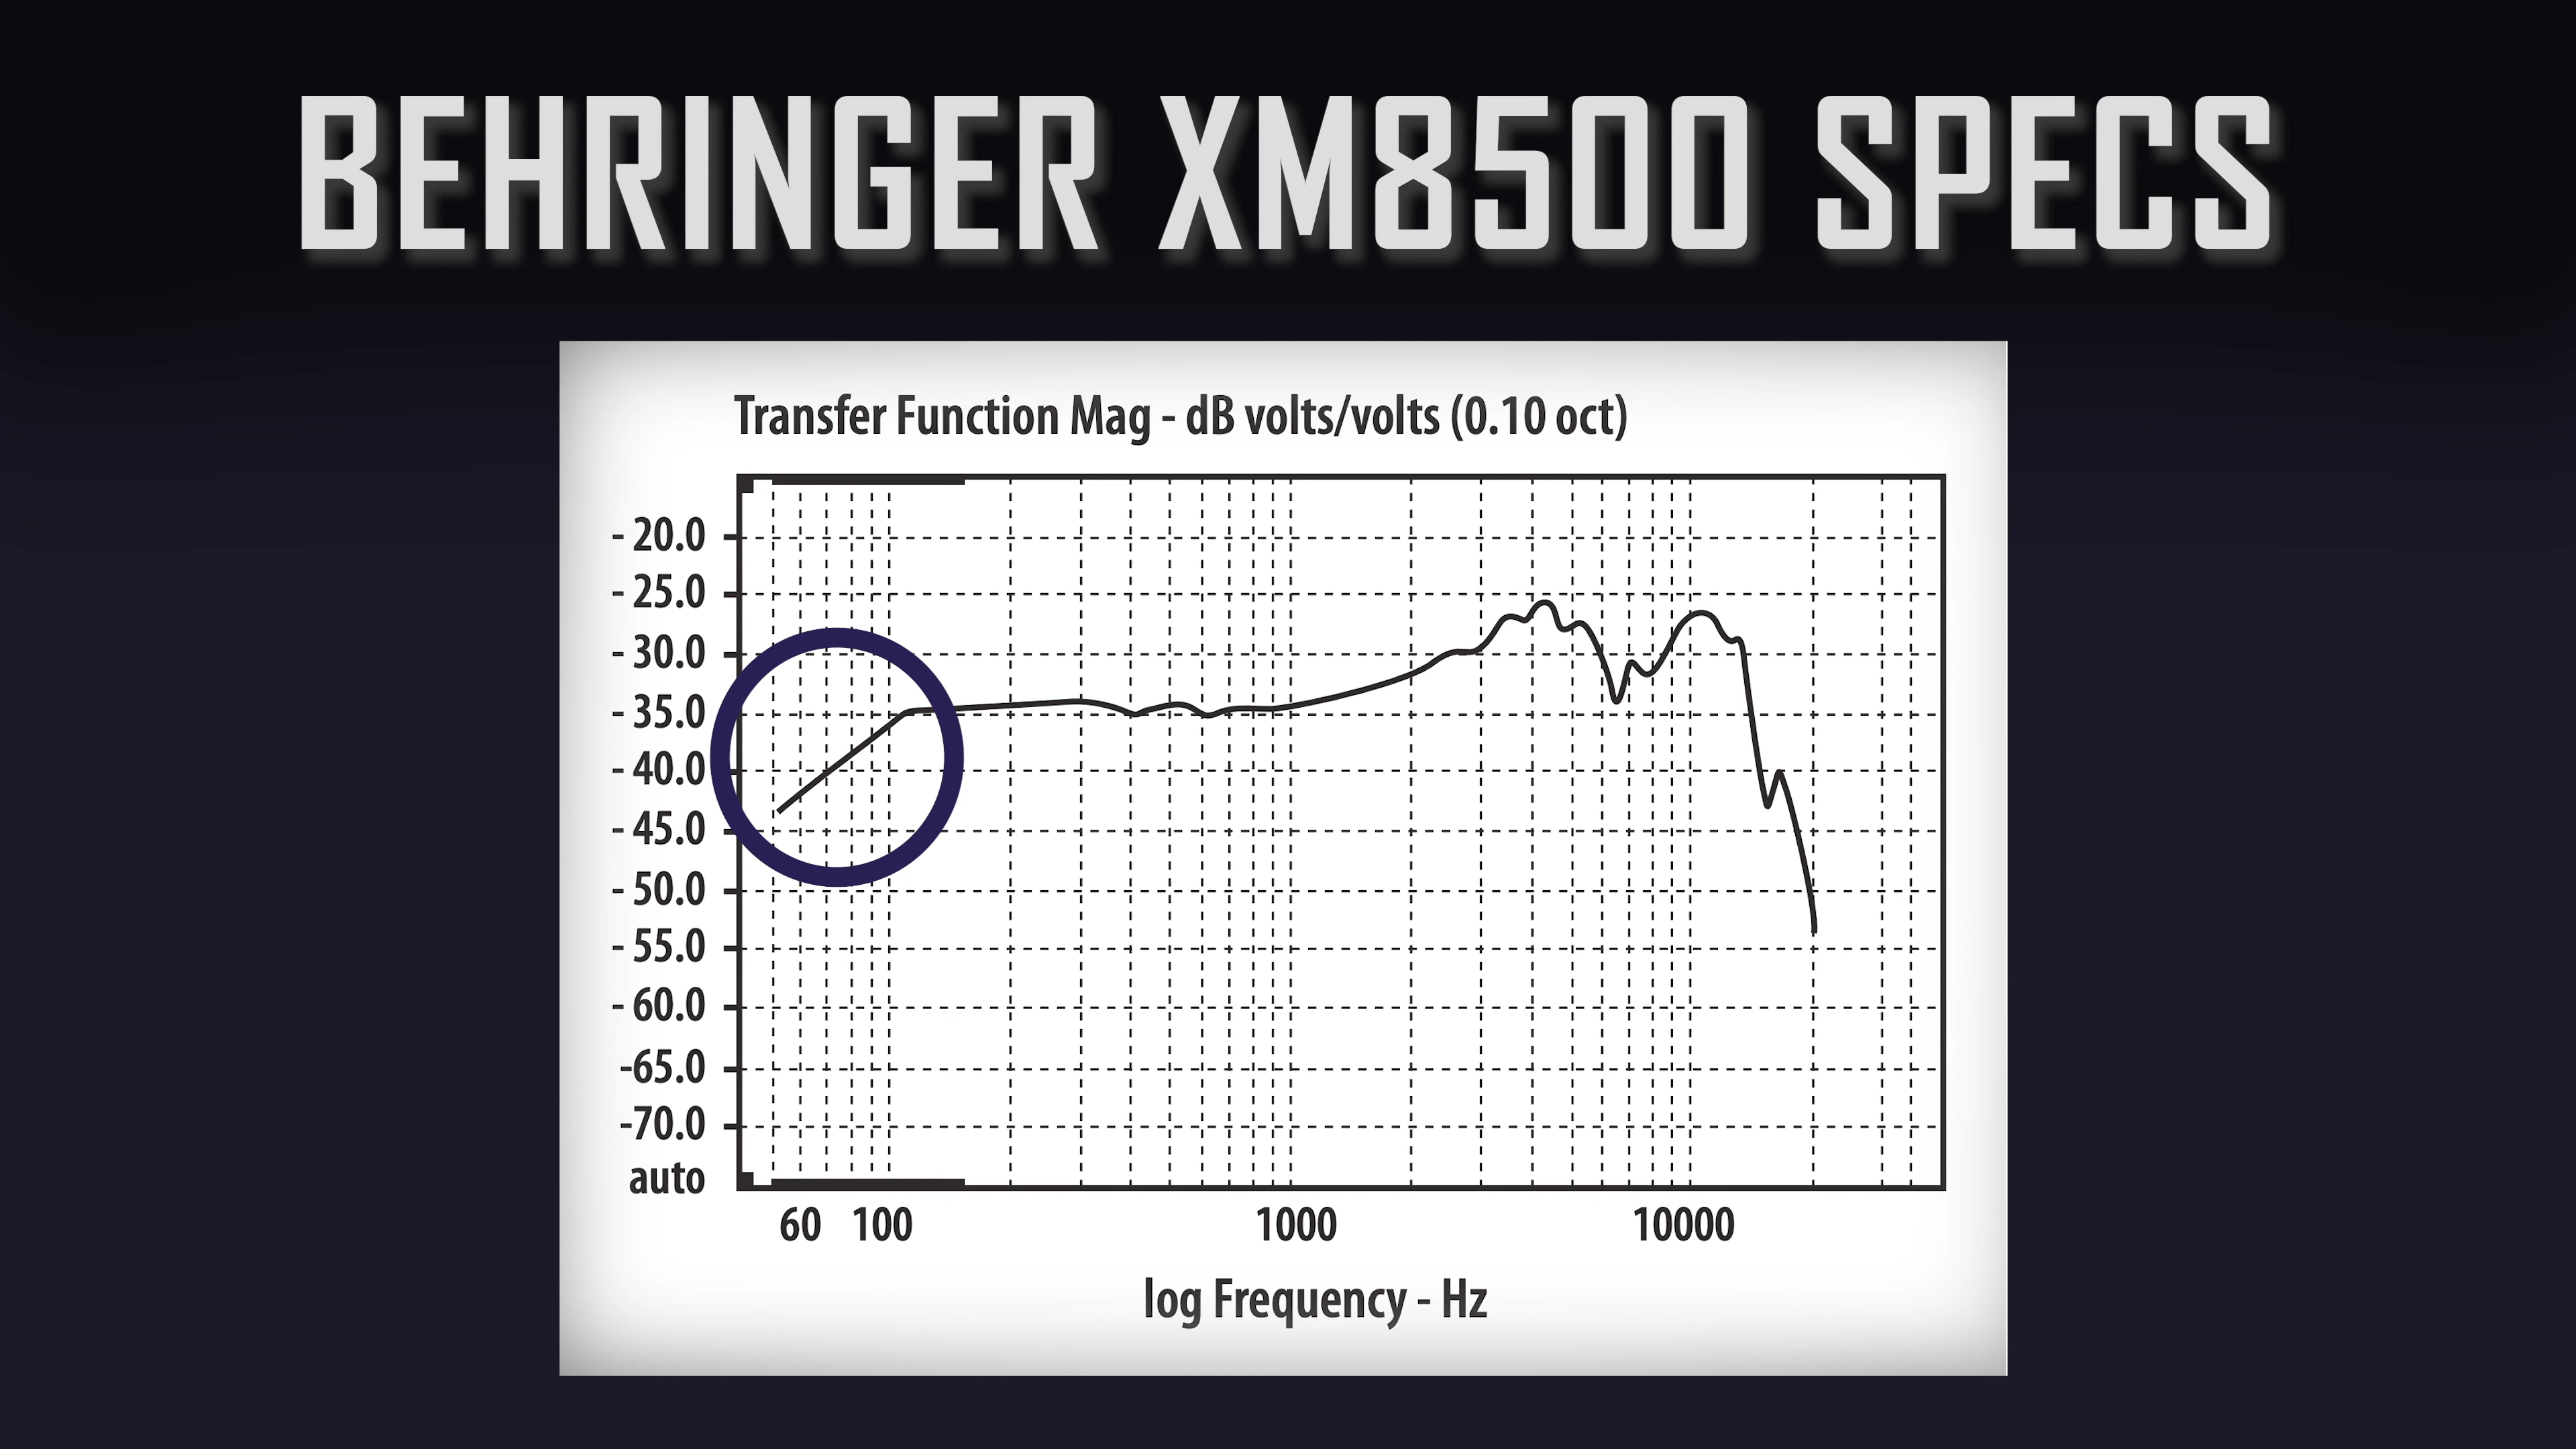 BEHRINGER XM8500 SPECS
Transfer Function Mag - dB volts/volts (0.10 oct)
- 20.0
- 25.0
- 30.0
- 35.0
- 40.0
- 45.0
- 50.0
- 55.0
- 60.0
-65.0
-70.0
auto
60 100 1000 10000
log Frequency - Hz